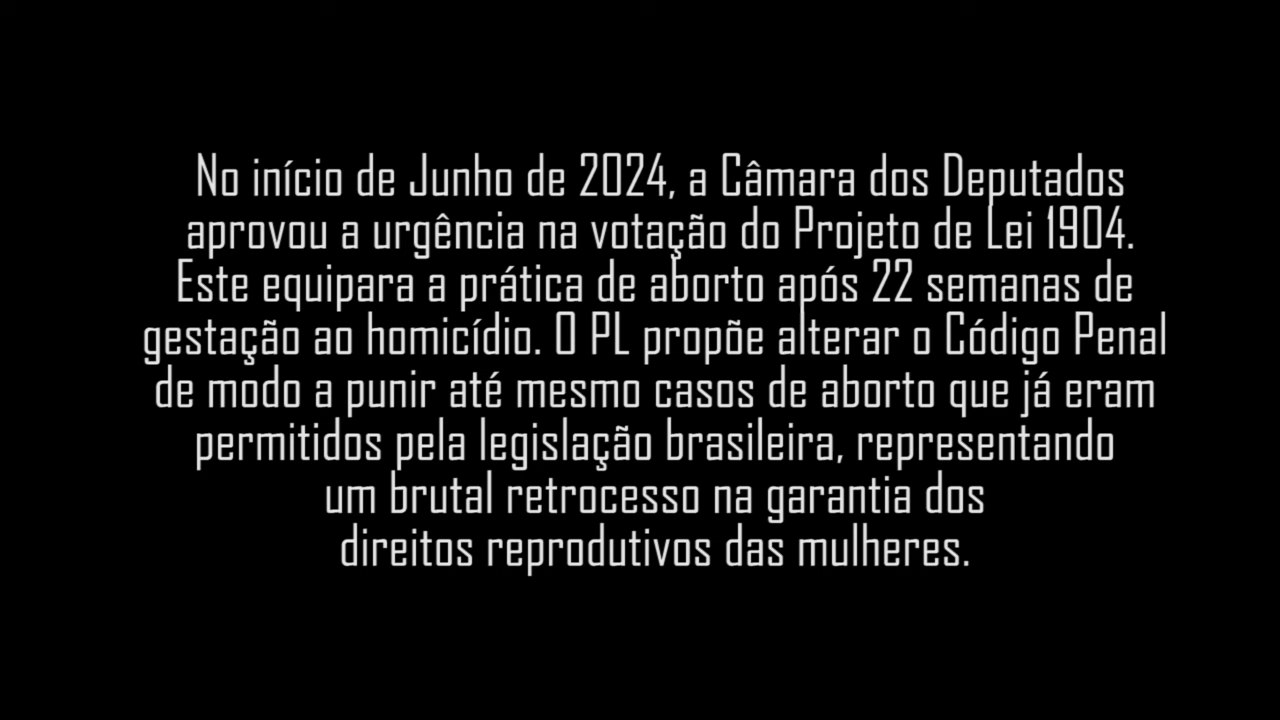 No início de Junho de 2024, a Câmara dos Deputados
aprovou a urgência na votação do Projeto de Lei 1904.
Este equipara a prática de aborto após 22 semanas de
gestação ao homicídio. O PL propõe alterar o Código Penal
de modo a punir até mesmo casos de aborto que já eram
permitidos pela legislação brasileira, representando
um brutal retrocesso na garantia dos
direitos reprodutivos das mulheres.